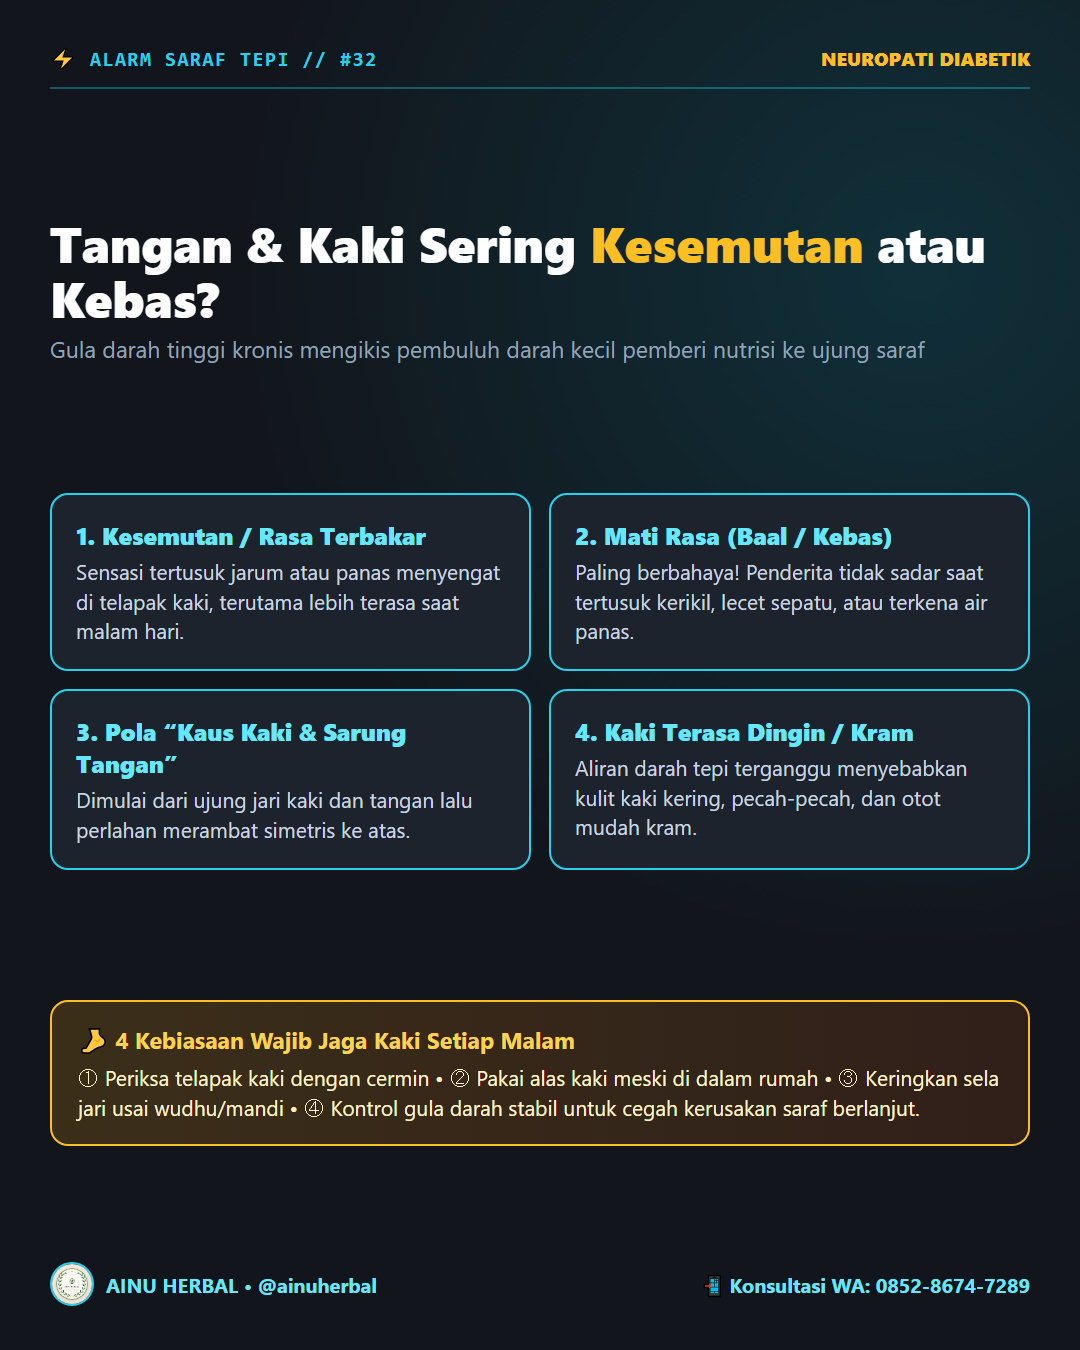 ⚡ ALARM SARAF TEPI // #32
NEUROPATI DIABETIK
Tangan & Kaki Sering Kesemutan atau
Kebas?
Gula darah tinggi kronis mengikis pembuluh darah kecil pemberi nutrisi ke ujung saraf
1. Kesemutan / Rasa Terbakar
Sensasi tertusuk jarum atau panas menyengat
di telapak kaki, terutama lebih terasa saat
malam hari.
2. Mati Rasa (Baal / Kebas)
Paling berbahaya! Penderita tidak sadar saat
tertusuk kerikil, lecet sepatu, atau terkena air
panas.
3. Pola “Kaus Kaki & Sarung
Tangan”
Dimulai dari ujung jari kaki dan tangan lalu
perlahan merambat simetris ke atas.
4. Kaki Terasa Dingin / Kram
Aliran darah tepi terganggu menyebabkan
kulit kaki kering, pecah-pecah, dan otot
mudah kram.
🦶 4 Kebiasaan Wajib Jaga Kaki Setiap Malam
① Periksa telapak kaki dengan cermin • ② Pakai alas kaki meski di dalam rumah • ③ Keringkan sela
jari usai wudhu/mandi • ④ Kontrol gula darah stabil untuk cegah kerusakan saraf berlanjut.
AINU HERBAL • @ainuherbal
📲 Konsultasi WA: 0852-8674-7289